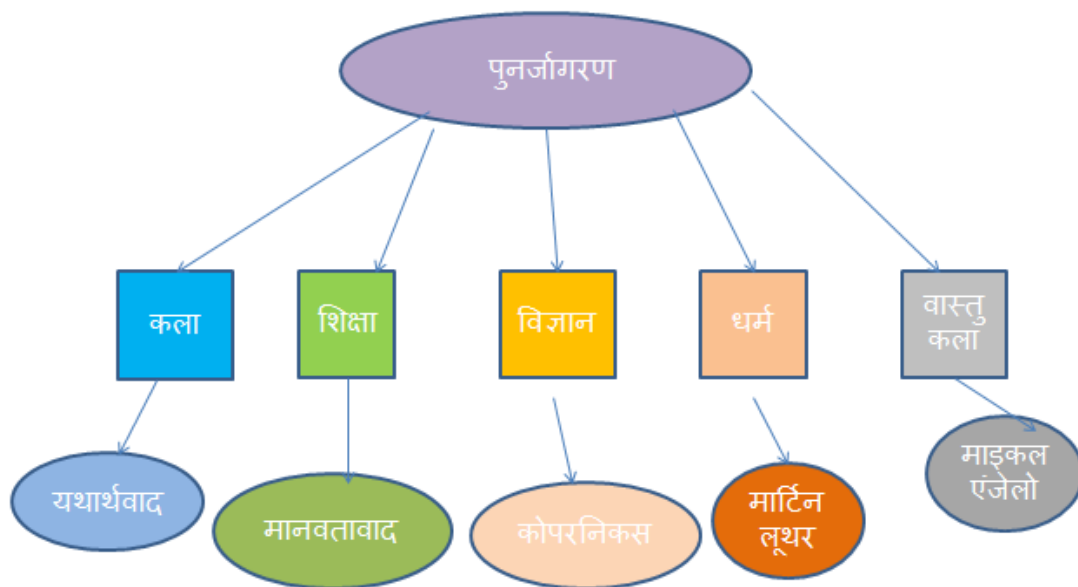 पुनर्जागरण
कला
शिक्षा
विज्ञान
धर्म
वास्तु
कला
यथार्थवाद
मानवतावाद
कोपरनिकस
मार्टिन
लूथर
माइकल
एंजेलो